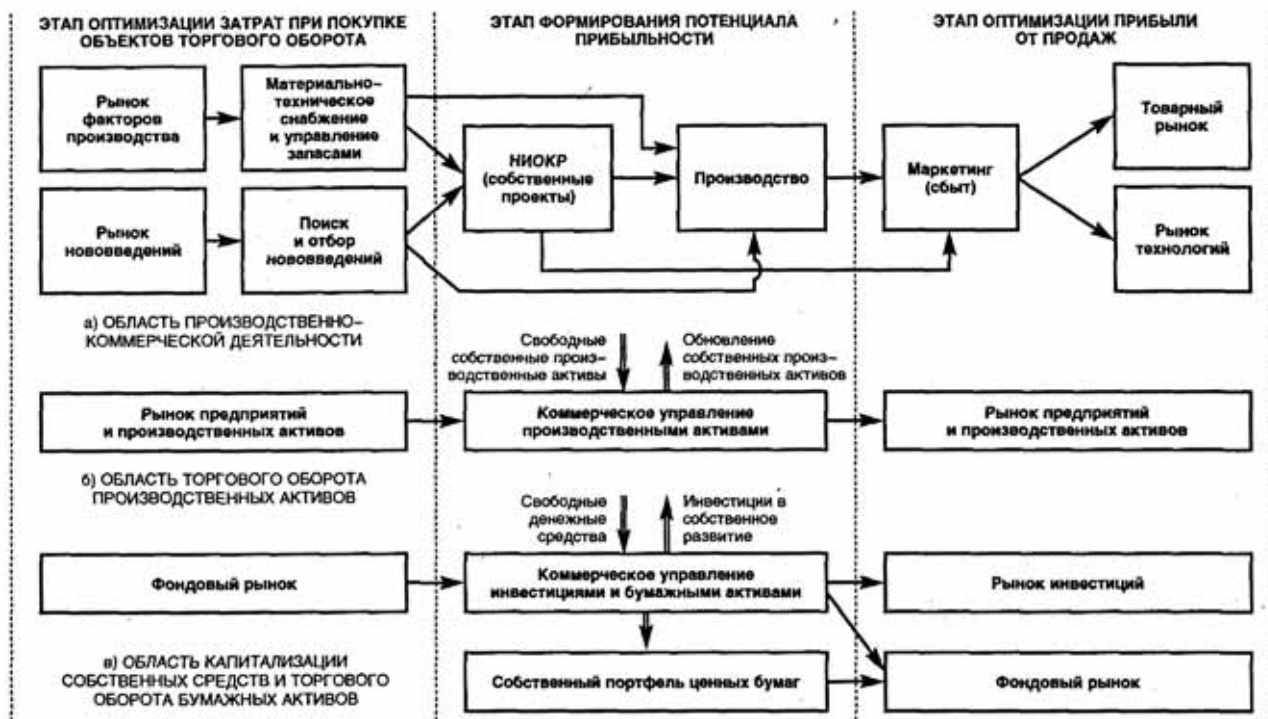 ЭТАП ОПТИМИЗАЦИИ ЗАТРАТ ПРИ ПОКУПКЕ
ОБЪЕКТОВ ТОРГОВОГО ОБОРОТА
ЭТАП ФОРМИРОВАНИЯ ПОТЕНЦИАЛА
ПРИБЫЛЬНОСТИ
ЭТАП ОПТИМИЗАЦИИ ПРИБЫЛИ
ОТ ПРОДАЖ
Рынок
факторов
производства
Материально-
техническое
снабжение
и управление
запасами
НИОКР
(собственные
проекты)
Производство
Маркетинг
(сбыт)
Товарный
рынок
Рынок
нововведений
Поиск
и отбор
нововведений
Рынок
технологий
а) ОБЛАСТЬ ПРОИЗВОДСТВЕННО-
КОММЕРЧЕСКОЙ ДЕЯТЕЛЬНОСТИ
Свободные
собственные произ-
водственные активы
Обновление
собственных произ-
водственных активов
Рынок предприятий
и производственных активов
Коммерческое управление
производственными активами
Рынок предприятий
и производственных активов
б) ОБЛАСТЬ ТОРГОВОГО ОБОРОТА
ПРОИЗВОДСТВЕННЫХ АКТИВОВ
Свободные
денежные
средства
Инвестиции в
собственное
развитие
Фондовый рынок
Коммерческое управление
инвестициями и бумажными активами
Рынок инвестиций
в) ОБЛАСТЬ КАПИТАЛИЗАЦИИ
СОБСТВЕННЫХ СРЕДСТВ И ТОРГОВОГО
ОБОРОТА БУМАЖНЫХ АКТИВОВ
Собственный портфель ценных бумаг
Фондовый рынок